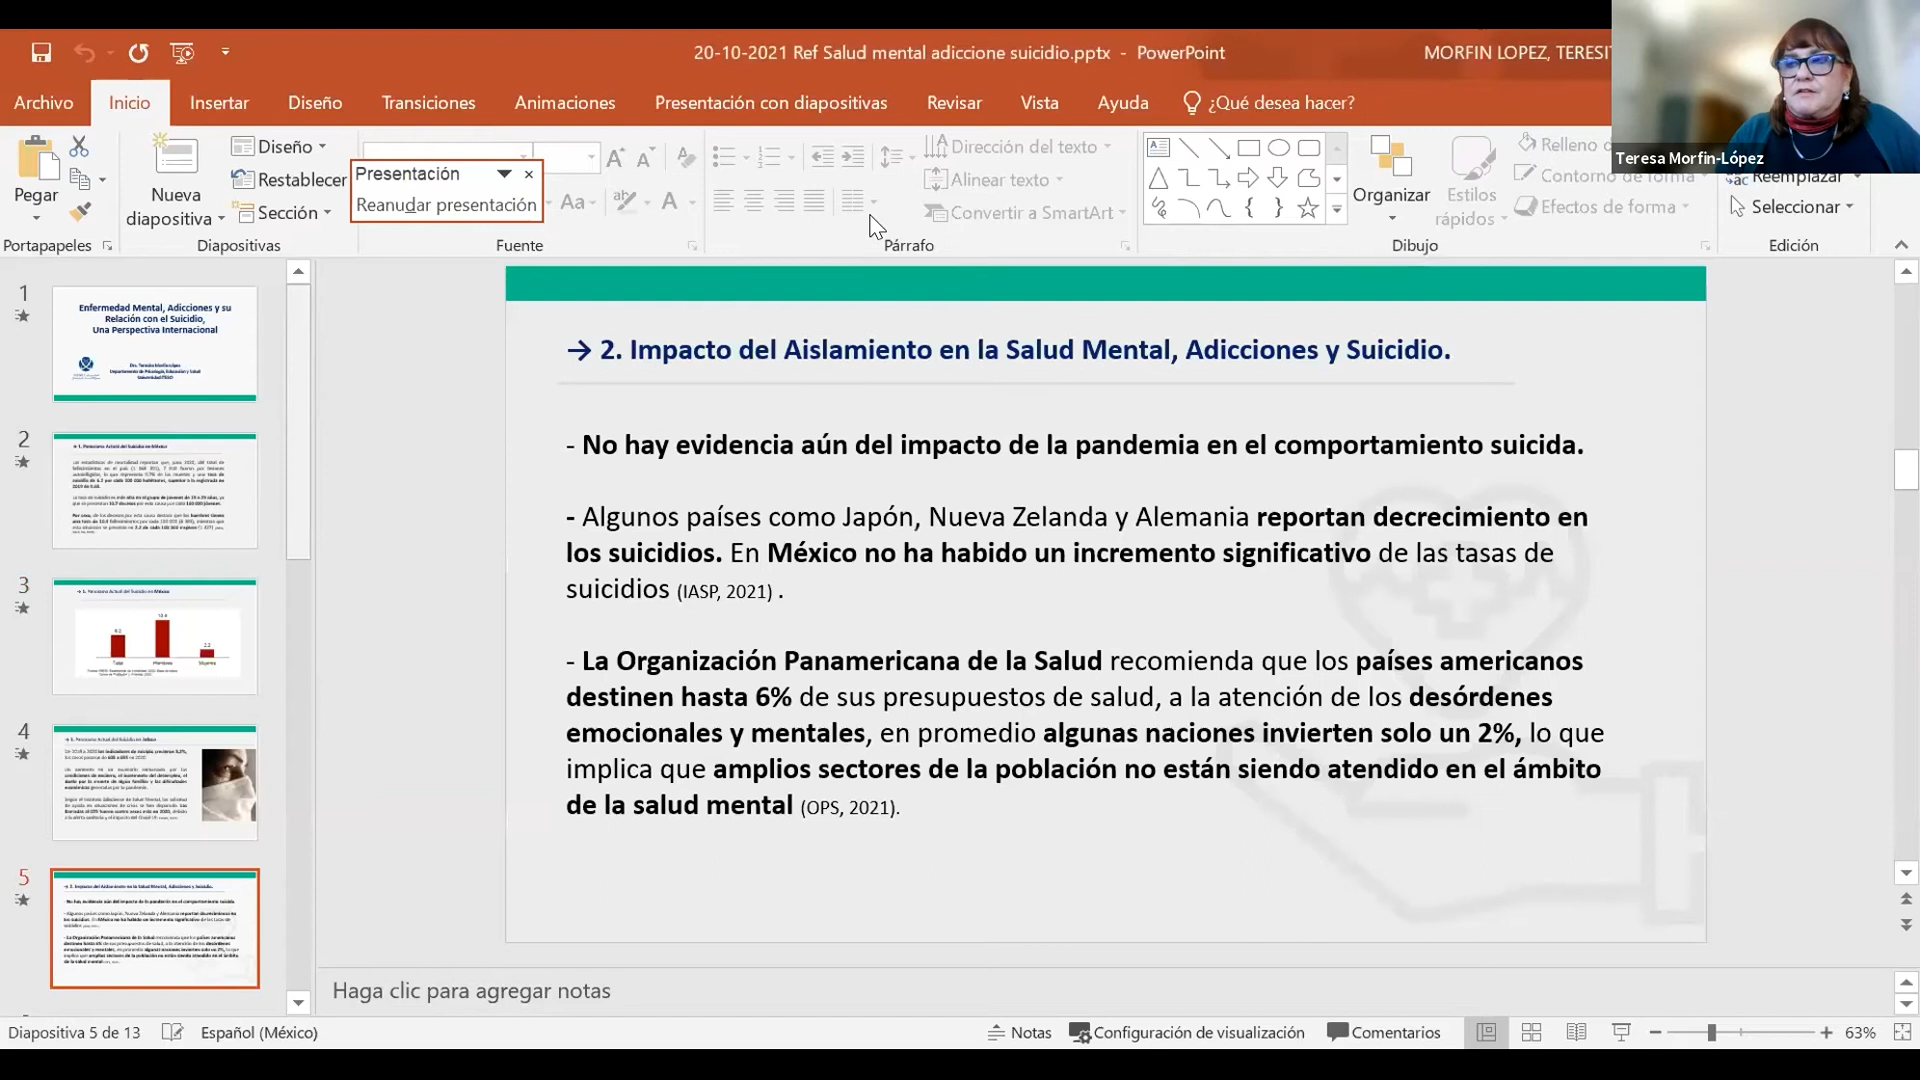 20-10-2021 Ref Salud mental adiccione suicidio.pptx - PowerPoint
MORFIN LOPEZ, TERESIT
Archivo Inicio Insertar Diseño Transiciones Animaciones Presentación con diapositivas Revisar Vista Ayuda ¿Qué desea hacer?
Teresa Morfin-López
Pegar
Nueva
diapositiva
Diseño
Restablecer
Sección
Presentación
Reanudar presentación
Dirección del texto
Alinear texto
Convertir a SmartArt
Organizar
Estilos
rápidos
Relleno
Contorno de forma
Efectos de forma
Reemplazar
Seleccionar
Portapapeles Diapositivas Fuente Párrafo Dibujo Edición
1
Enfermedad Mental, Adicciones y su
Relación con el Suicidio,
Una Perspectiva Internacional
2
3
4
5
→ 2. Impacto del Aislamiento en la Salud Mental, Adicciones y Suicidio.
- No hay evidencia aún del impacto de la pandemia en el comportamiento suicida.
- Algunos países como Japón, Nueva Zelanda y Alemania reportan decrecimiento en
los suicidios. En México no ha habido un incremento significativo de las tasas de
suicidios (IASP, 2021) .
- La Organización Panamericana de la Salud recomienda que los países americanos
destinen hasta 6% de sus presupuestos de salud, a la atención de los desórdenes
emocionales y mentales, en promedio algunas naciones invierten solo un 2%, lo que
implica que amplios sectores de la población no están siendo atendido en el ámbito
de la salud mental (OPS, 2021).
Haga clic para agregar notas
Diapositiva 5 de 13 Español (México) Notas Configuración de visualización Comentarios 63%